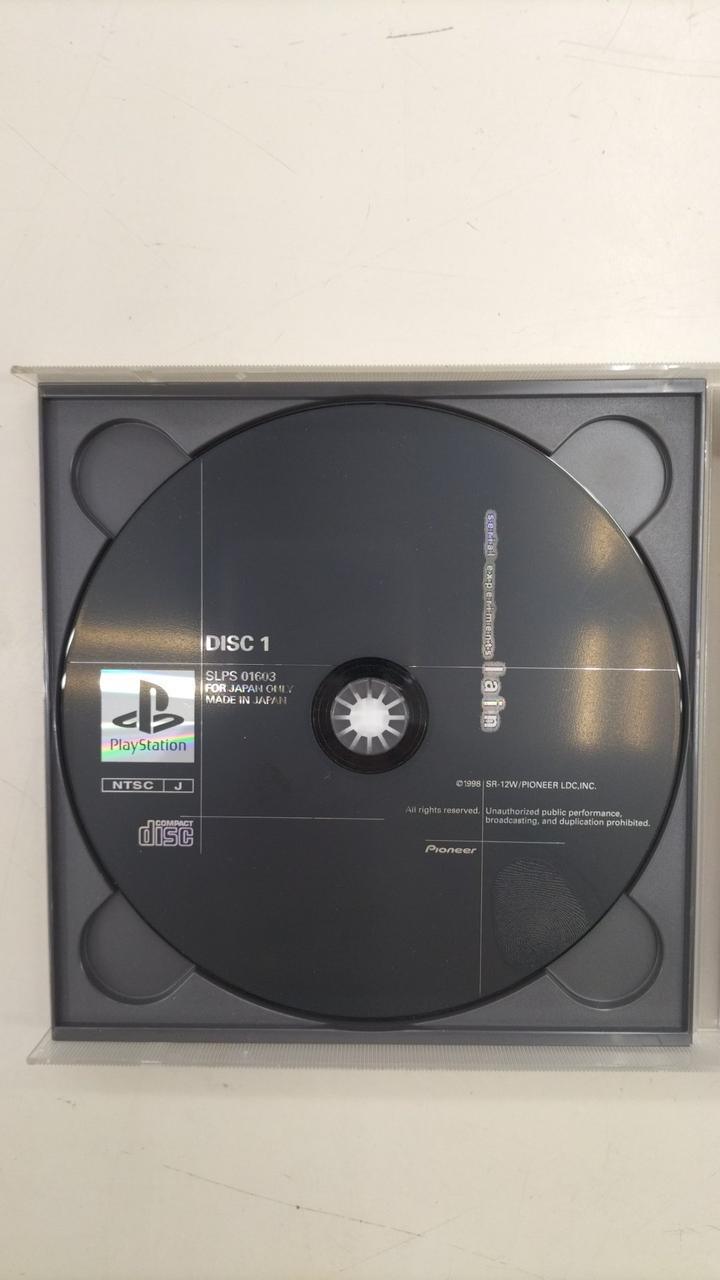 serial experiments
lain
DISC 1
SLPS 01603
FOR JAPAN ONLY
MADE IN JAPAN
PlayStation
NTSC J
COMPACT
disc
©1998 SR-12W/PIONEER LDC,INC.
All rights reserved. Unauthorized public performance,
broadcasting, and duplication prohibited.
Pioneer